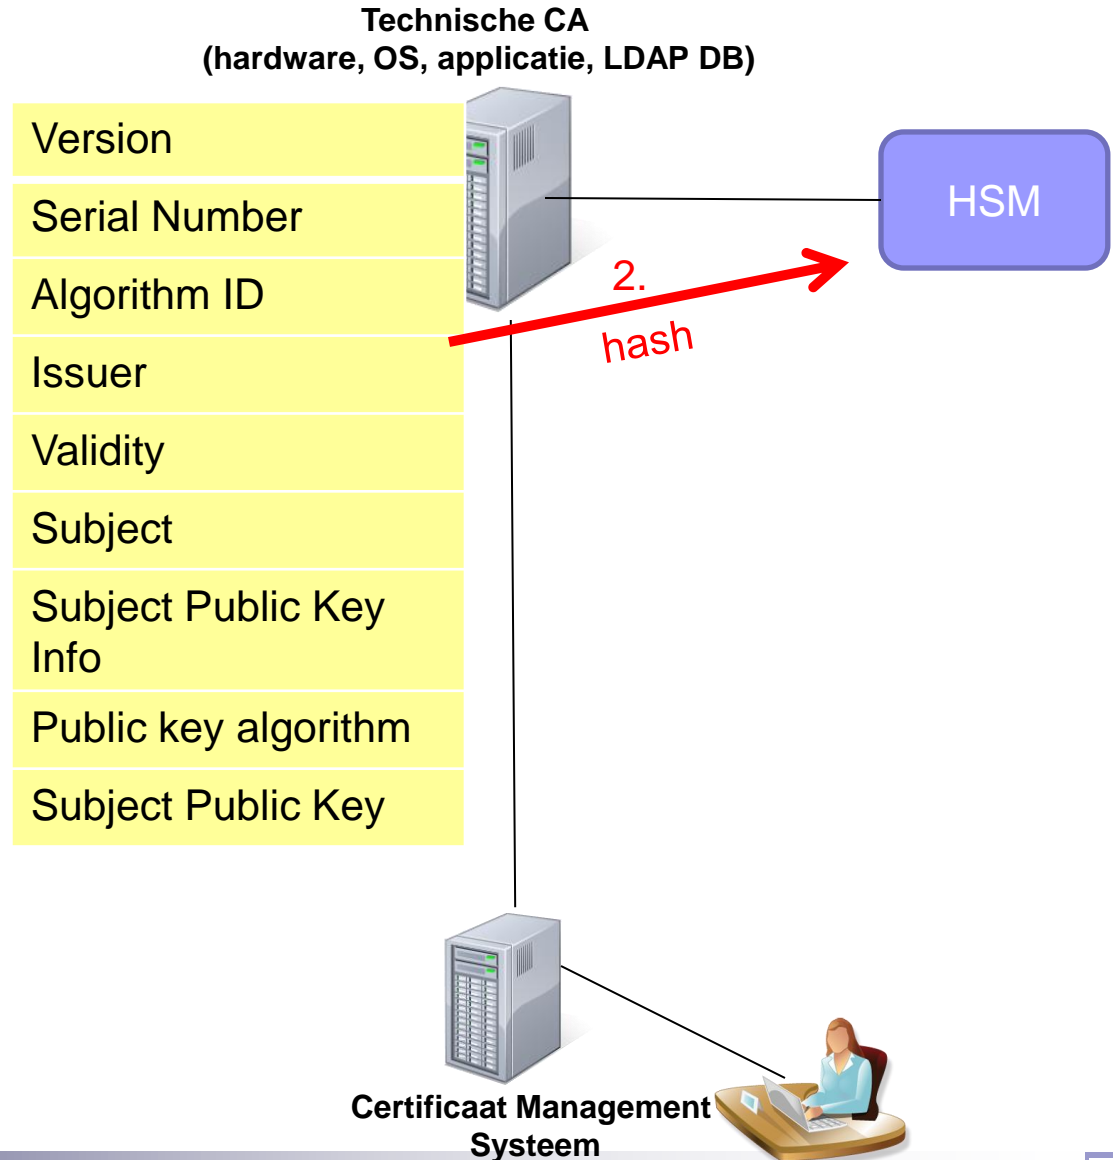 Technische CA
(hardware, OS, applicatie, LDAP DB)
Version
Serial Number
Algorithm ID
Issuer
Validity
Subject
Subject Public Key
Info
Public key algorithm
Subject Public Key
HSM
2.
hash
Certificaat Management
Systeem